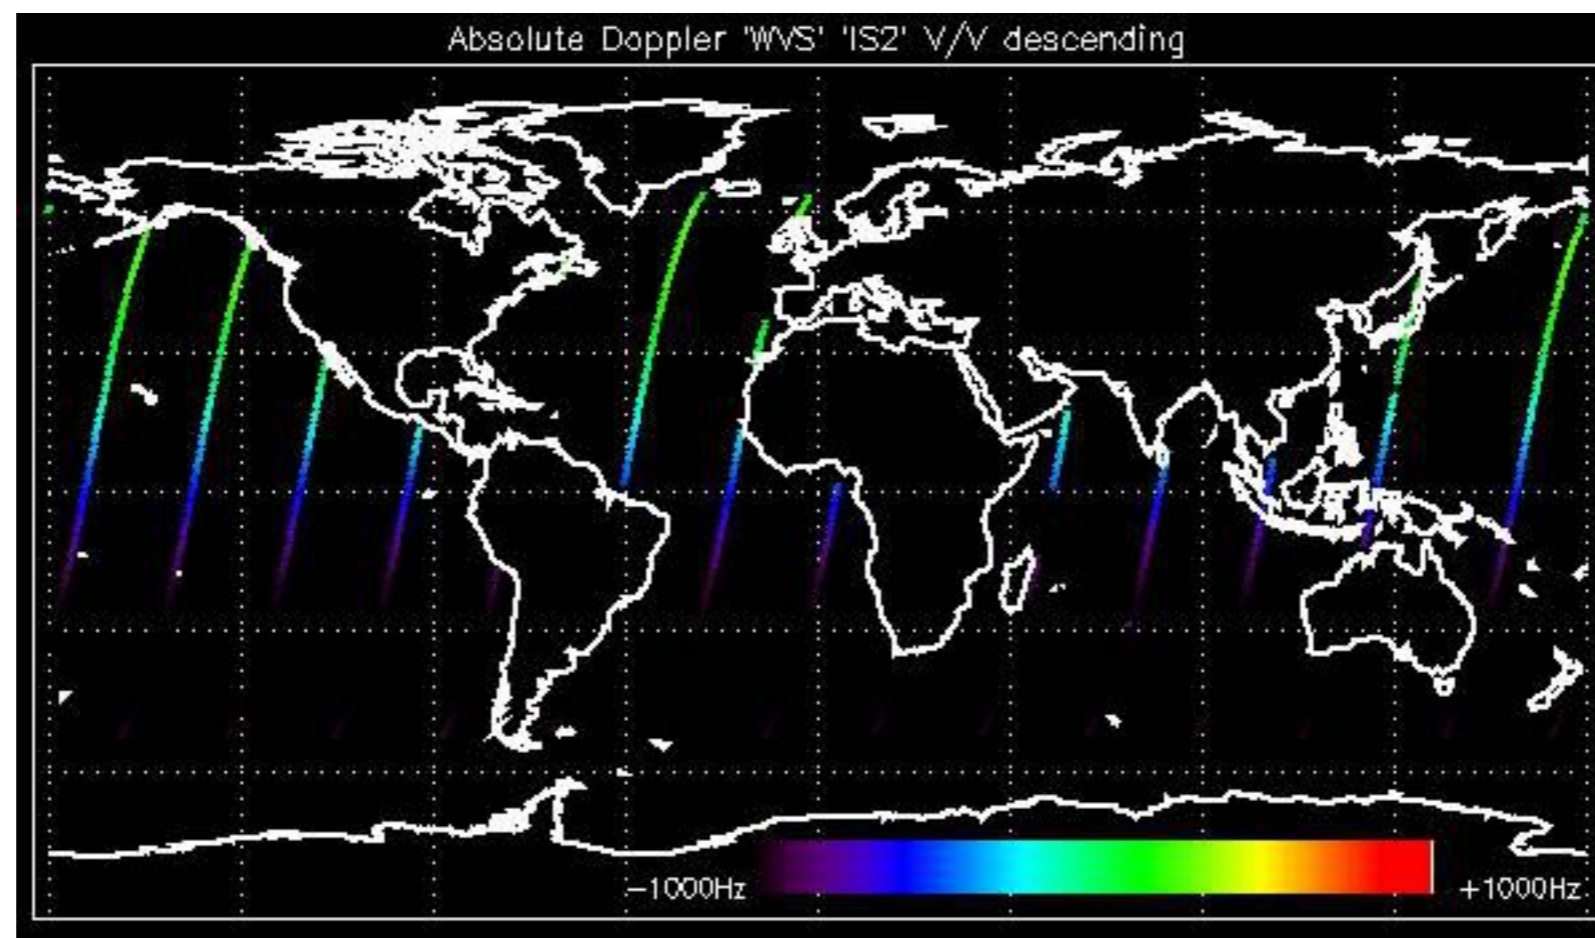 Absolute Doppler 'WVS' 'IS2' V/V descending
−1000Hz
+1000Hz